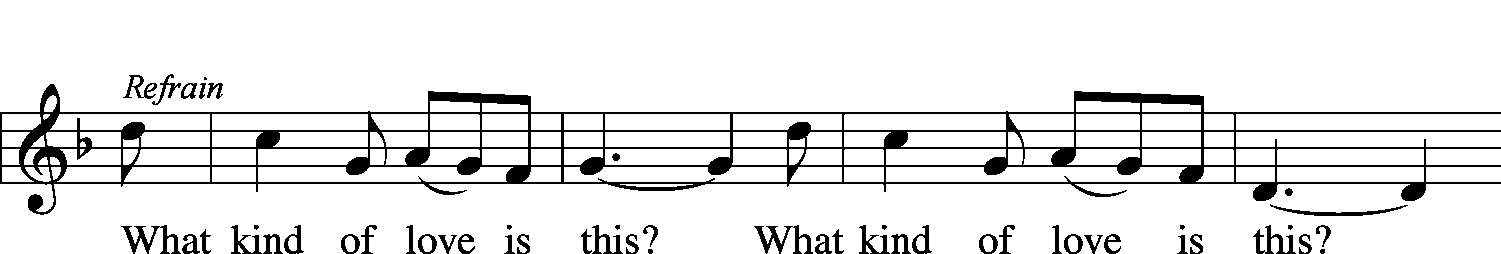 Refrain
What kind of love is this? What kind of love is this?